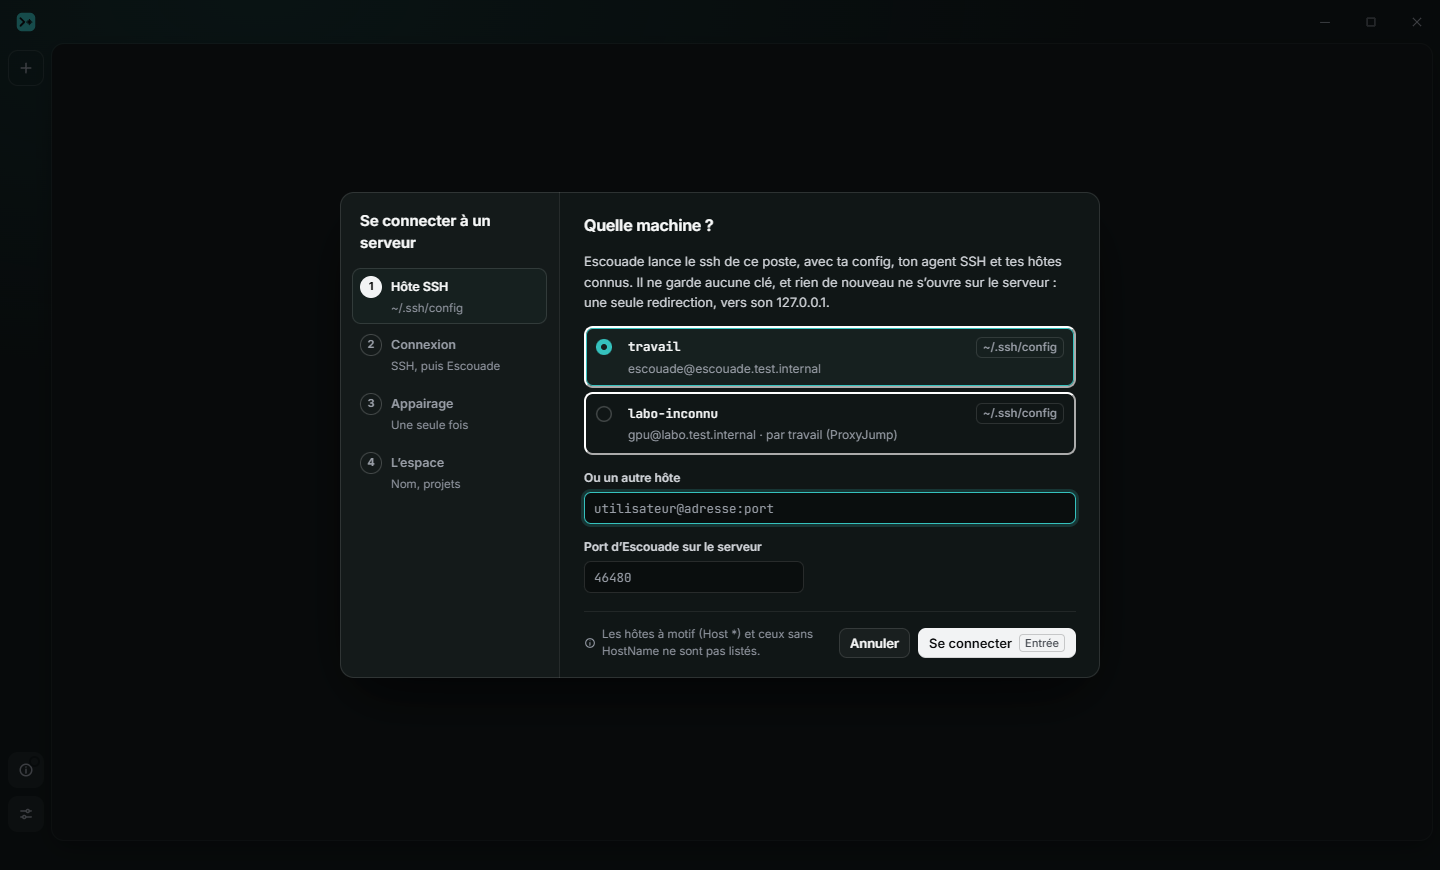 Se connecter à un
serveur
1 Hôte SSH
~/.ssh/config
2 Connexion
SSH, puis Escouade
3 Appairage
Une seule fois
4 L’espace
Nom, projets
Quelle machine ?
Escouade lance le ssh de ce poste, avec ta config, ton agent SSH et tes hôtes
connus. Il ne garde aucune clé, et rien de nouveau ne s’ouvre sur le serveur :
une seule redirection, vers son 127.0.0.1.
travail ~/.ssh/config
escouade@escouade.test.internal
labo-inconnu ~/.ssh/config
gpu@labo.test.internal · par travail (ProxyJump)
Ou un autre hôte
utilisateur@adresse:port
Port d’Escouade sur le serveur
46480
Les hôtes à motif (Host *) et ceux sans
HostName ne sont pas listés.
Annuler
Se connecter Entrée